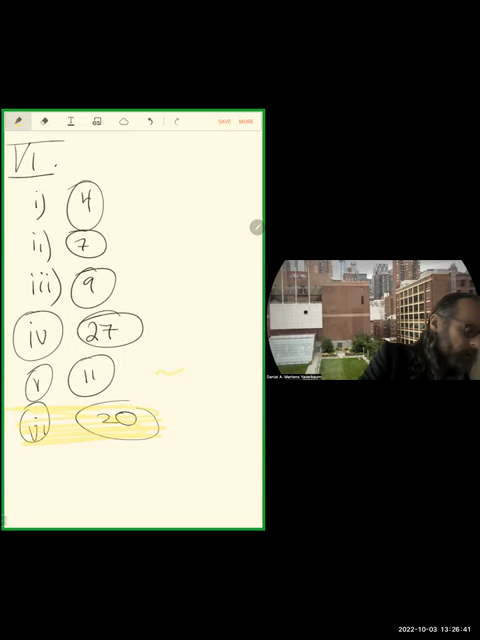 SAVE MORE
VI.
i) 4
ii) 7
iii) 9
iv 27
v 11
vi 20
Daniel A. Martens Yaverbaum
2022-10-03 13:26:41